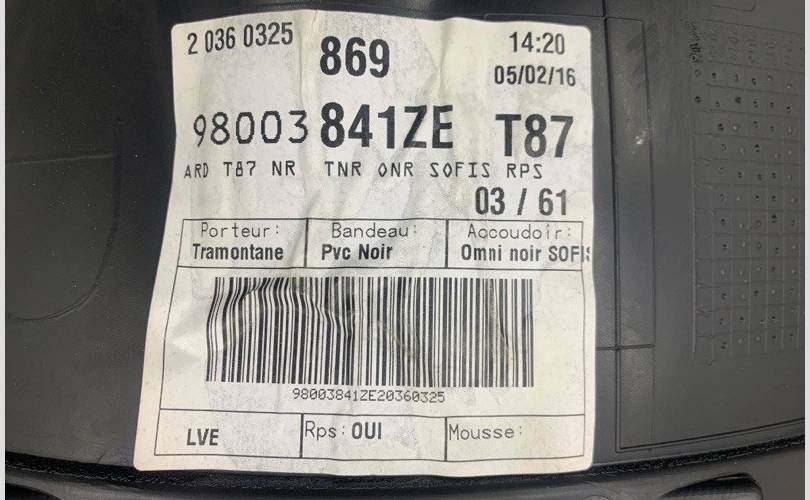 2 036 0325 869 14:20
05/02/16
98003 841ZE T87
ARD T87 NR TNR ONR SOFIS RPS
03 / 61
Porteur: Bandeau: Accoudoir:
Tramontane Pvc Noir Omni noir SOFIS
98003841ZE20360325
LVE Rps: OUI Mousse: